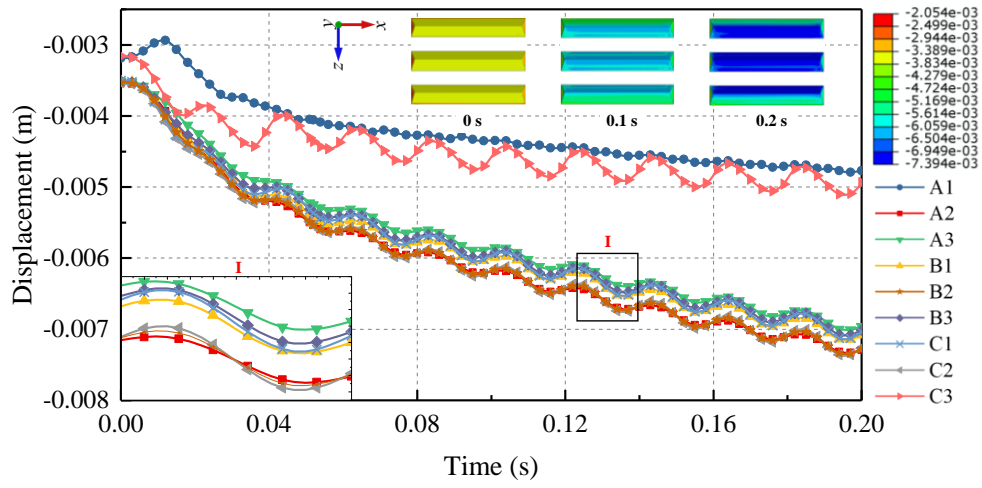 -0.003
-0.004
-0.005
-0.006
-0.007
-0.008
Displacement (m)
y
x
z
0 s
0.1 s
0.2 s
I
I
0.00
0.04
0.08
0.12
0.16
0.20
Time (s)
-2.054e-03
-2.499e-03
-2.944e-03
-3.389e-03
-3.834e-03
-4.279e-03
-4.724e-03
-5.169e-03
-5.614e-03
-6.059e-03
-6.504e-03
-6.949e-03
-7.394e-03
A1
A2
A3
B1
B2
B3
C1
C2
C3